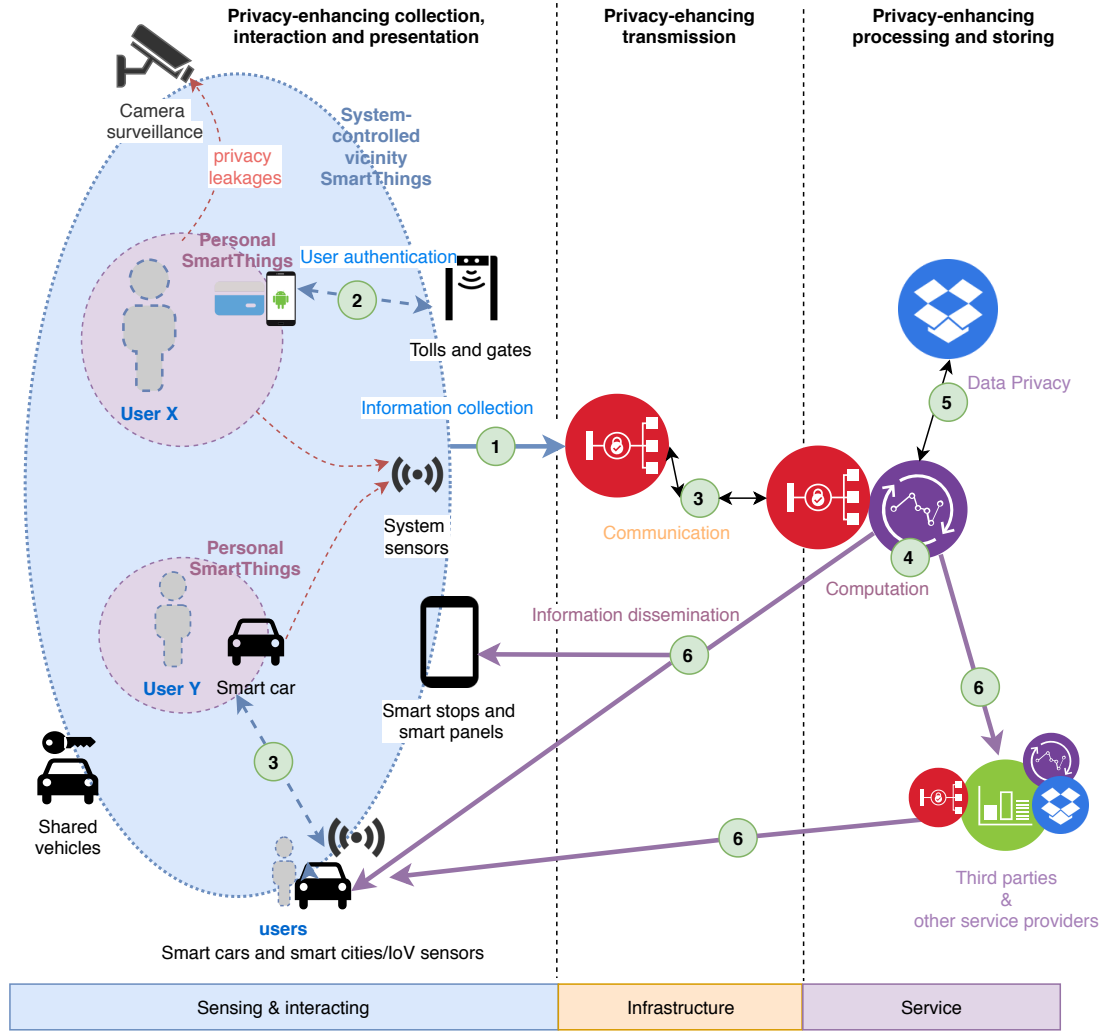 Privacy-enhancing collection,
interaction and presentation
Privacy-ehancing
transmission
Privacy-enhancing
processing and storing
Camera
surveillance
System-
controlled
vicinity
SmartThings
privacy
leakages
Personal
SmartThings
User authentication
2
Tolls and gates
User X
Data Privacy
5
Information collection
1
3
Communication
System
sensors
4
Computation
Personal
SmartThings
Information dissemination
6
User Y
Smart car
6
Smart stops and
smart panels
3
Shared
vehicles
6
Third parties
&
other service providers
users
Smart cars and smart cities/IoV sensors
Sensing & interacting
Infrastructure
Service